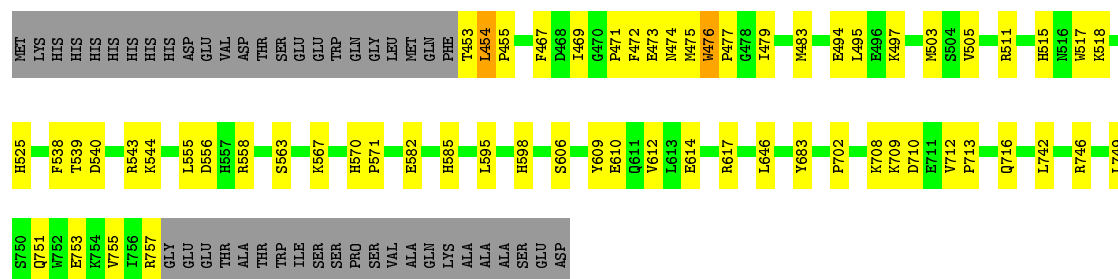 MET LYS HIS HIS HIS HIS HIS HIS HIS HIS ASP GLU VAL ASP THR SER GLU GLU TRP GLN GLY LEU MET GLN PHE T453 L454 P455 F467 D468 I469 G470 P471 F472 E473 N474 M475 W476 P477 G478 I479 M483 E494 L495 E496 K497 M503 S504 V505 R511 H515 N516 W517 K518
H525 F538 T539 D540 R543 K544 L555 D556 H557 R558 S563 K567 H570 P571 E582 H585 L595 H598 S606 Y609 E610 Q611 V612 L613 E614 R617 L646 Y683 P702 K708 K709 D710 E711 V712 P713 Q716 L742 R746 L749
S750 Q751 W752 E753 K754 V755 I756 R757 GLY GLU GLU THR ALA THR TRP ILE SER SER PRO SER VAL ALA GLN LYS ALA ALA ALA SER GLU ASP